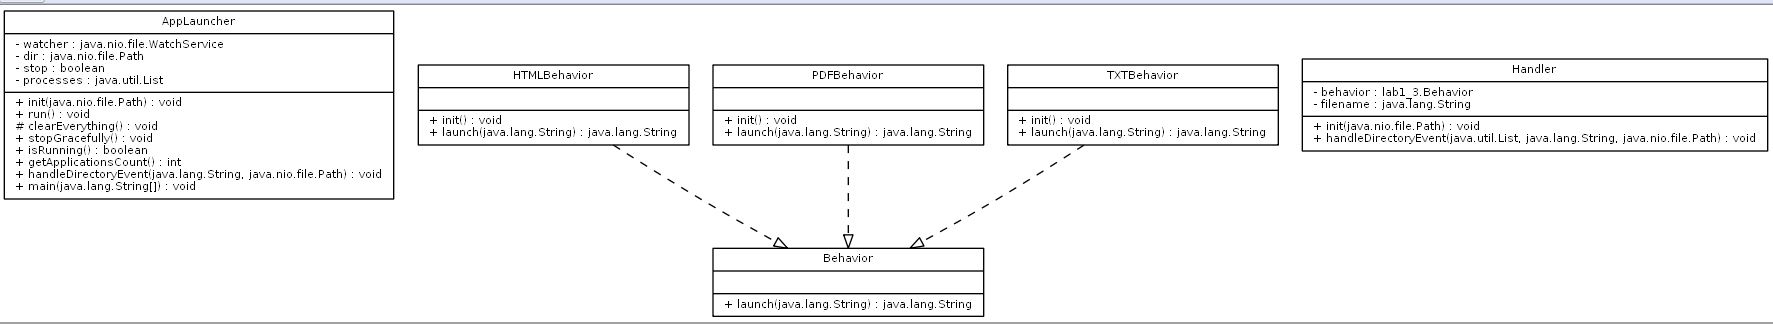 AppLauncher
- watcher : java.nio.file.WatchService
- dir : java.nio.file.Path
- stop : boolean
- processes : java.util.List
+ init(java.nio.file.Path) : void
+ run() : void
# clearEverything() : void
+ stopGracefully() : void
+ isRunning() : boolean
+ getApplicationsCount() : int
+ handleDirectoryEvent(java.lang.String, java.nio.file.Path) : void
+ main(java.lang.String[]) : void
HTMLBehavior
+ init() : void
+ launch(java.lang.String) : java.lang.String
PDFBehavior
+ init() : void
+ launch(java.lang.String) : java.lang.String
TXTBehavior
+ init() : void
+ launch(java.lang.String) : java.lang.String
Handler
- behavior : lab1_3.Behavior
- filename : java.lang.String
+ init(java.nio.file.Path) : void
+ handleDirectoryEvent(java.util.List, java.lang.String, java.nio.file.Path) : void
Behavior
+ launch(java.lang.String) : java.lang.String